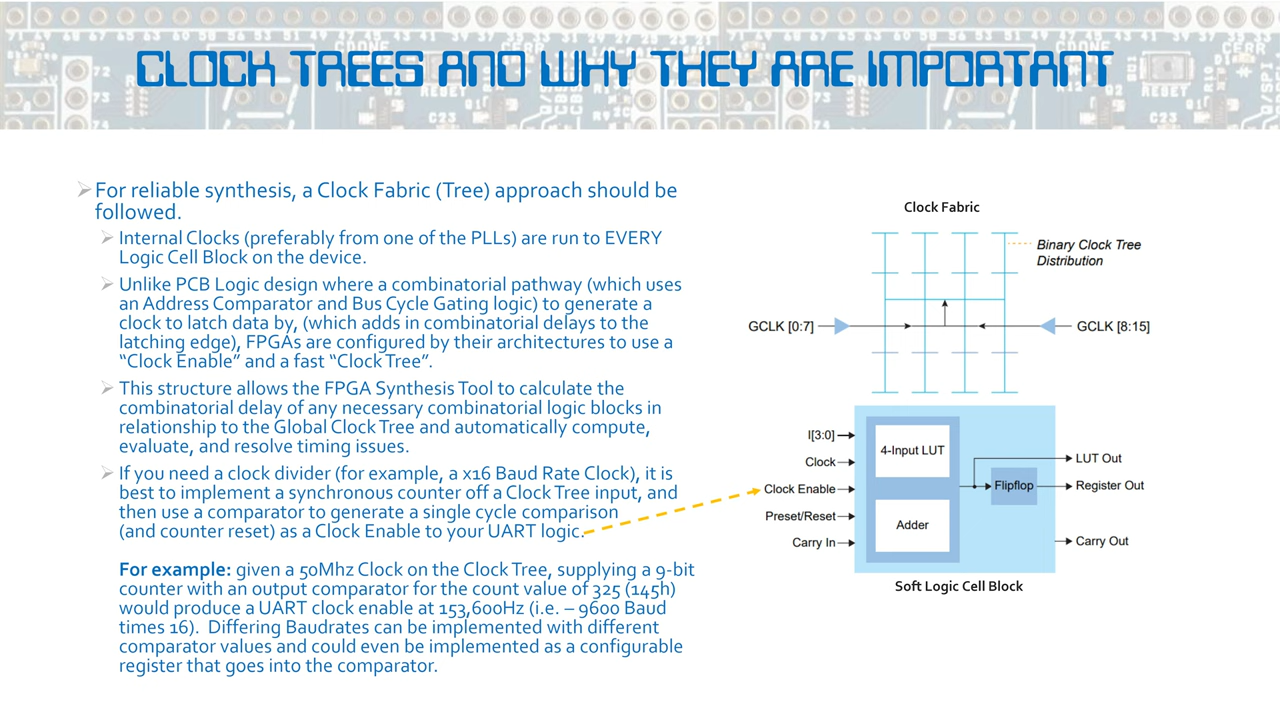 CLOCK TREES AND WHY THEY ARE IMPORTANT
For reliable synthesis, a Clock Fabric (Tree) approach should be
followed.
Internal Clocks (preferably from one of the PLLs) are run to EVERY
Logic Cell Block on the device.
Unlike PCB Logic design where a combinatorial pathway (which uses
an Address Comparator and Bus Cycle Gating logic) to generate a
clock to latch data by, (which adds in combinatorial delays to the
latching edge), FPGAs are configured by their architectures to use a
“Clock Enable” and a fast “Clock Tree”.
This structure allows the FPGA Synthesis Tool to calculate the
combinatorial delay of any necessary combinatorial logic blocks in
relationship to the Global Clock Tree and automatically compute,
evaluate, and resolve timing issues.
If you need a clock divider (for example, a x16 Baud Rate Clock), it is
best to implement a synchronous counter off a Clock Tree input, and
then use a comparator to generate a single cycle comparison
(and counter reset) as a Clock Enable to your UART logic.
For example: given a 50Mhz Clock on the Clock Tree, supplying a 9-bit
counter with an output comparator for the count value of 325 (145h)
would produce a UART clock enable at 153,600Hz (i.e. – 9600 Baud
times 16).  Differing Baudrates can be implemented with different
comparator values and could even be implemented as a configurable
register that goes into the comparator.
Clock Fabric
Binary Clock Tree
Distribution
GCLK [0:7]
GCLK [8:15]
I[3:0]
Clock
Clock Enable
Preset/Reset
Carry In
4-Input LUT
Adder
Flipflop
LUT Out
Register Out
Carry Out
Soft Logic Cell Block